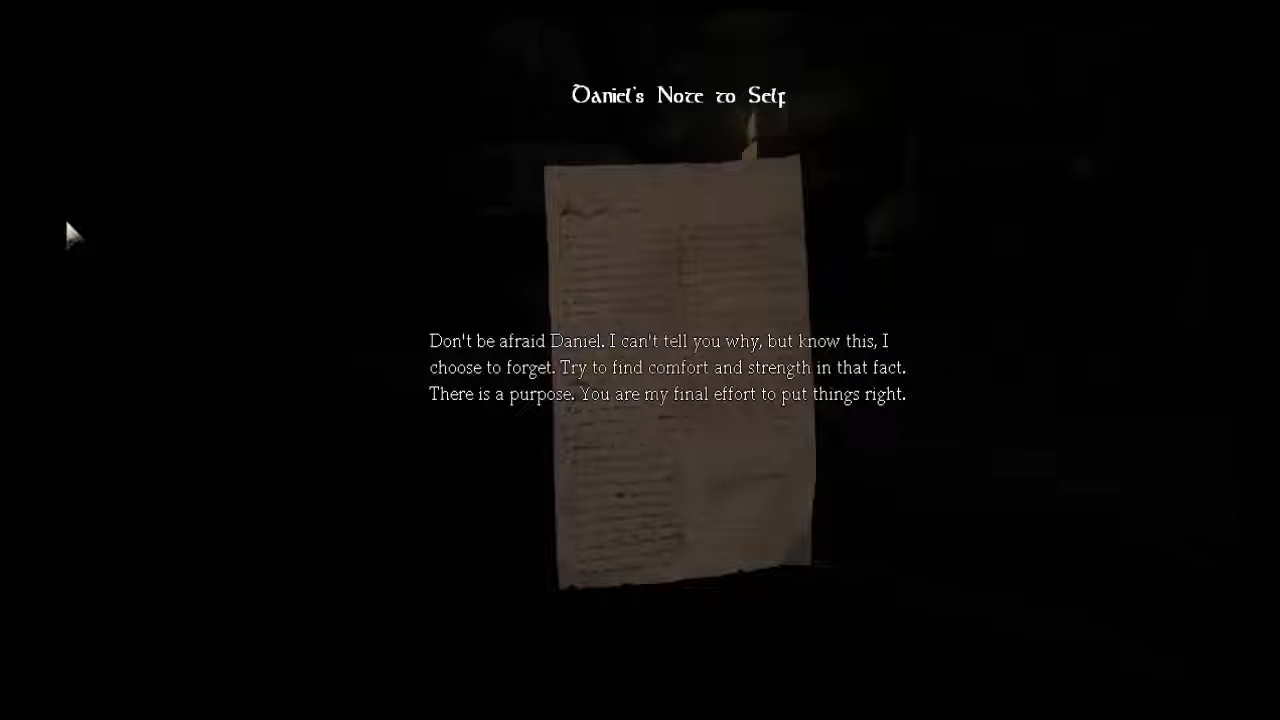 Daniel's Note to Self
Don't be afraid Daniel. I can't tell you why, but know this, I
choose to forget. Try to find comfort and strength in that fact.
There is a purpose. You are my final effort to put things right.